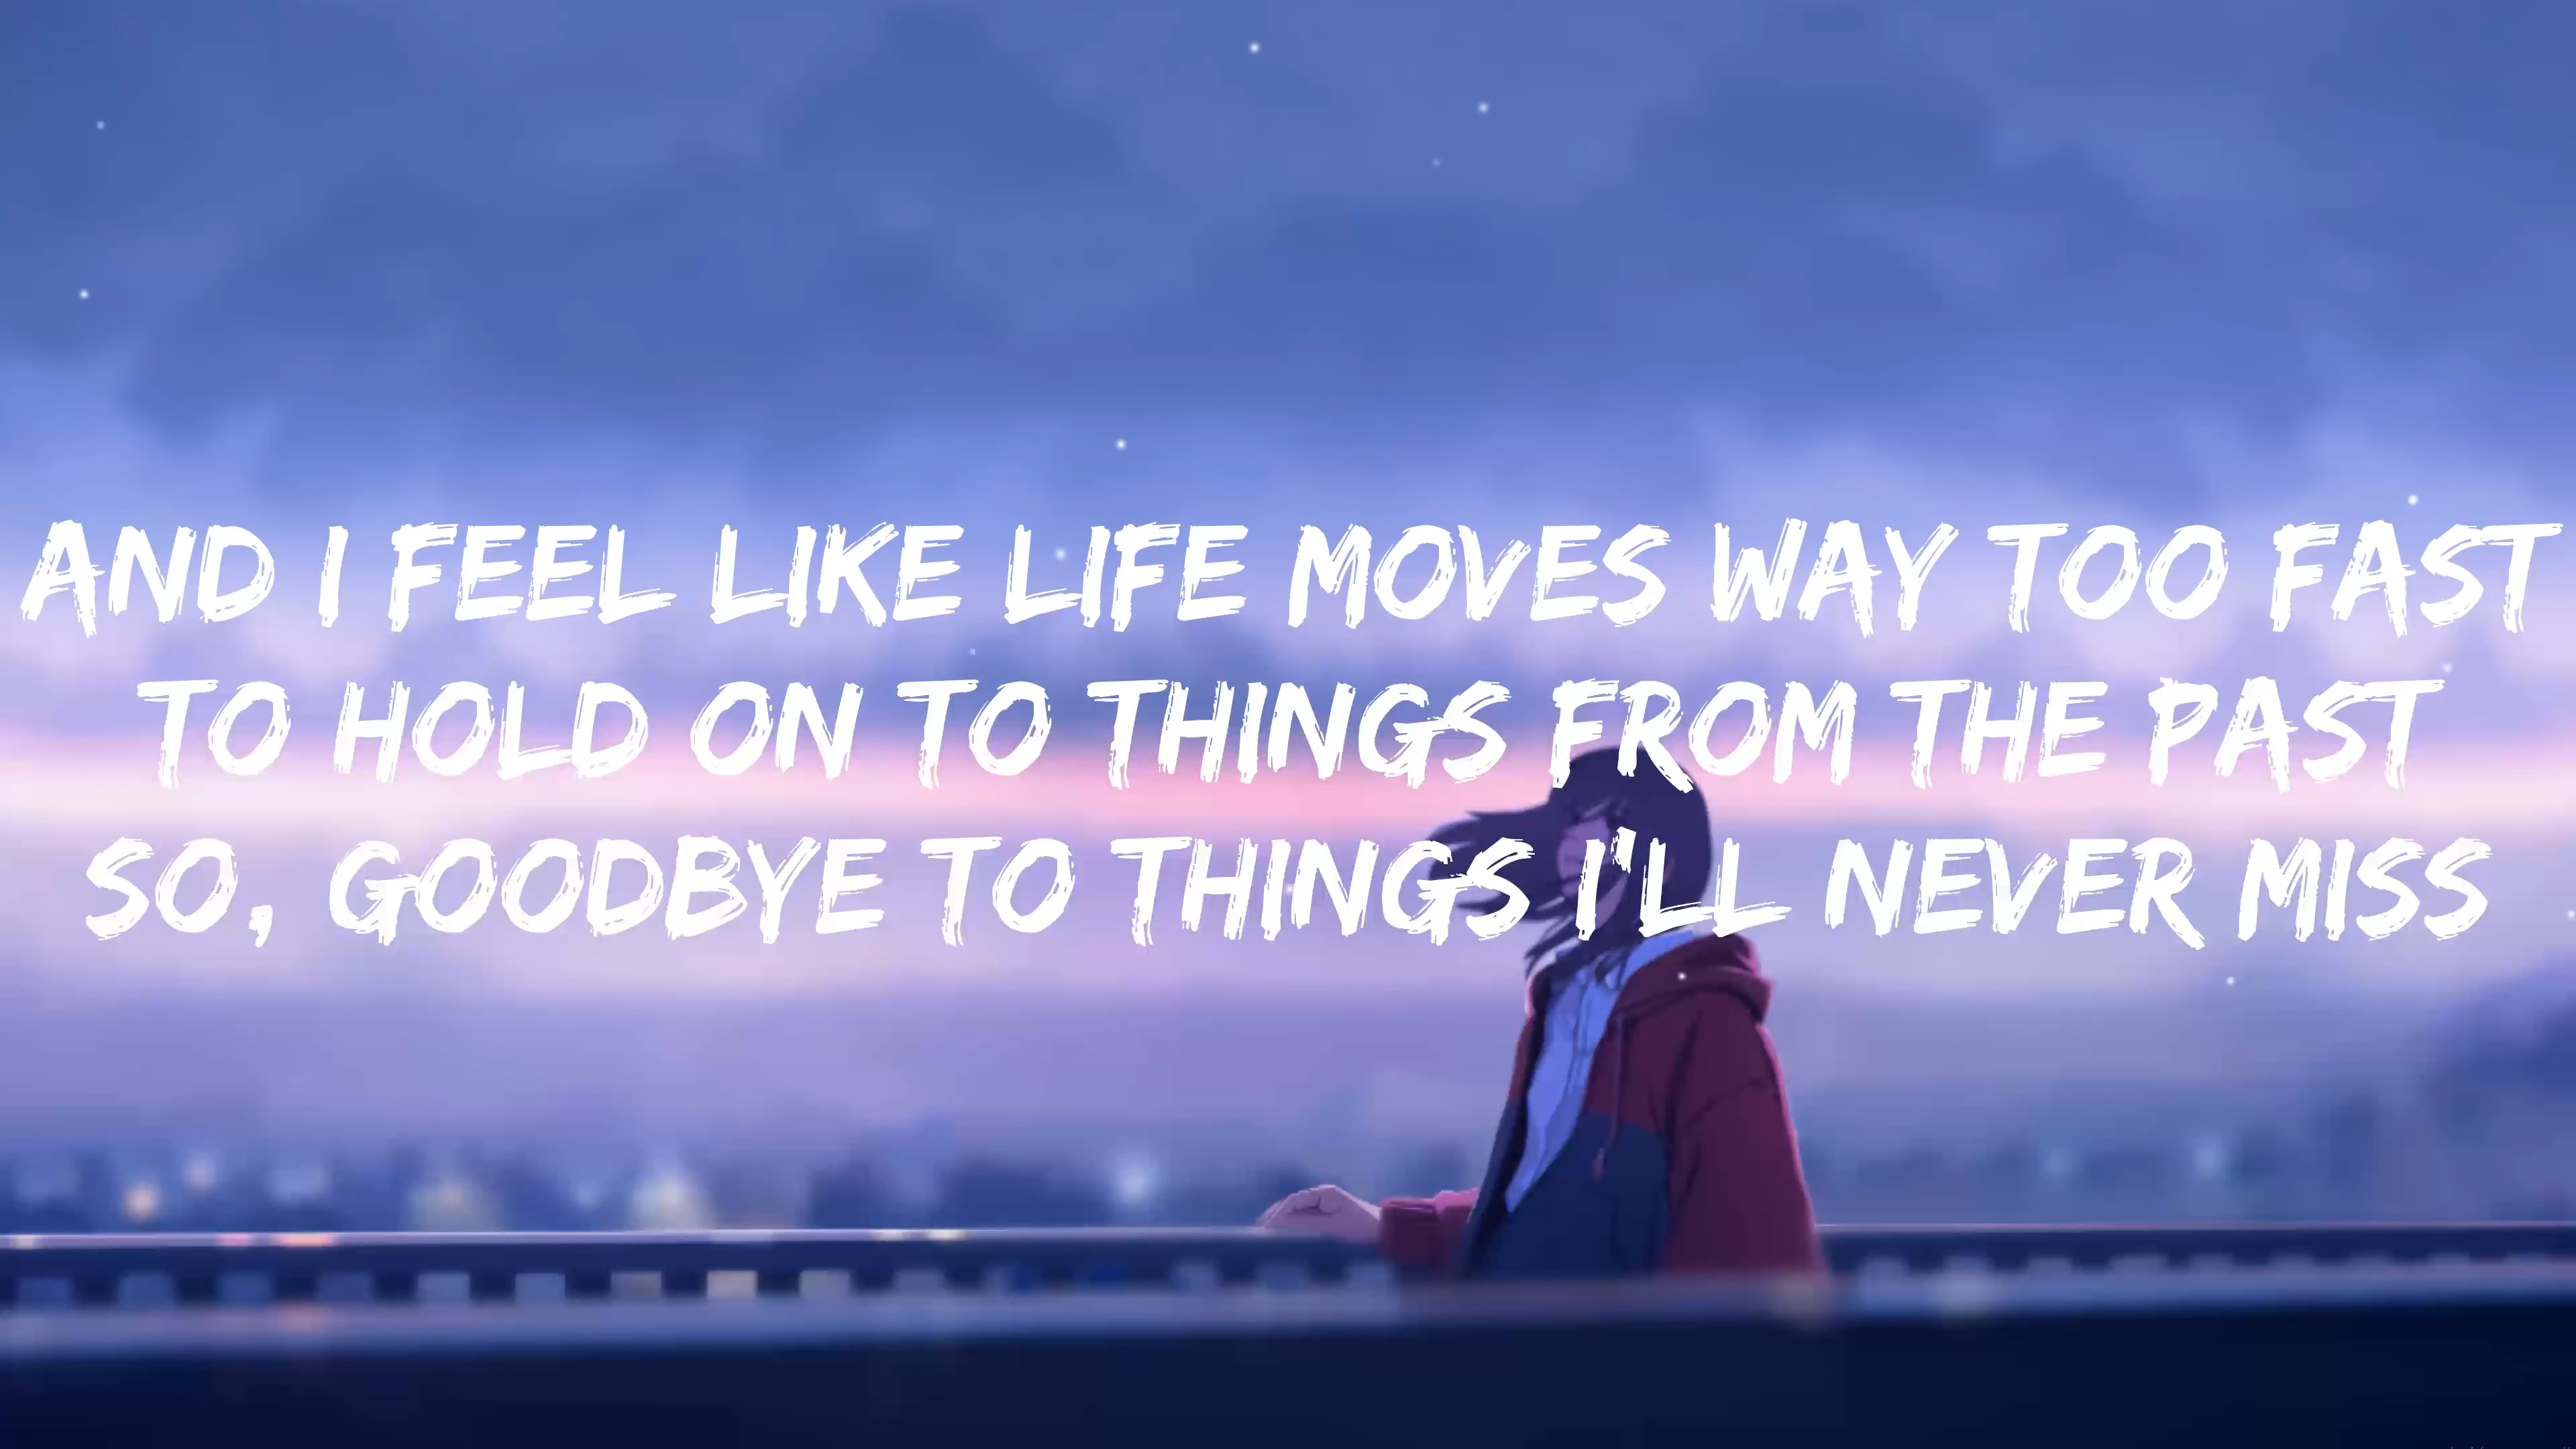 AND I FEEL LIKE LIFE MOVES WAY TOO FAST
TO HOLD ON TO THINGS FROM THE PAST
SO, GOODBYE TO THINGS I'LL NEVER MISS